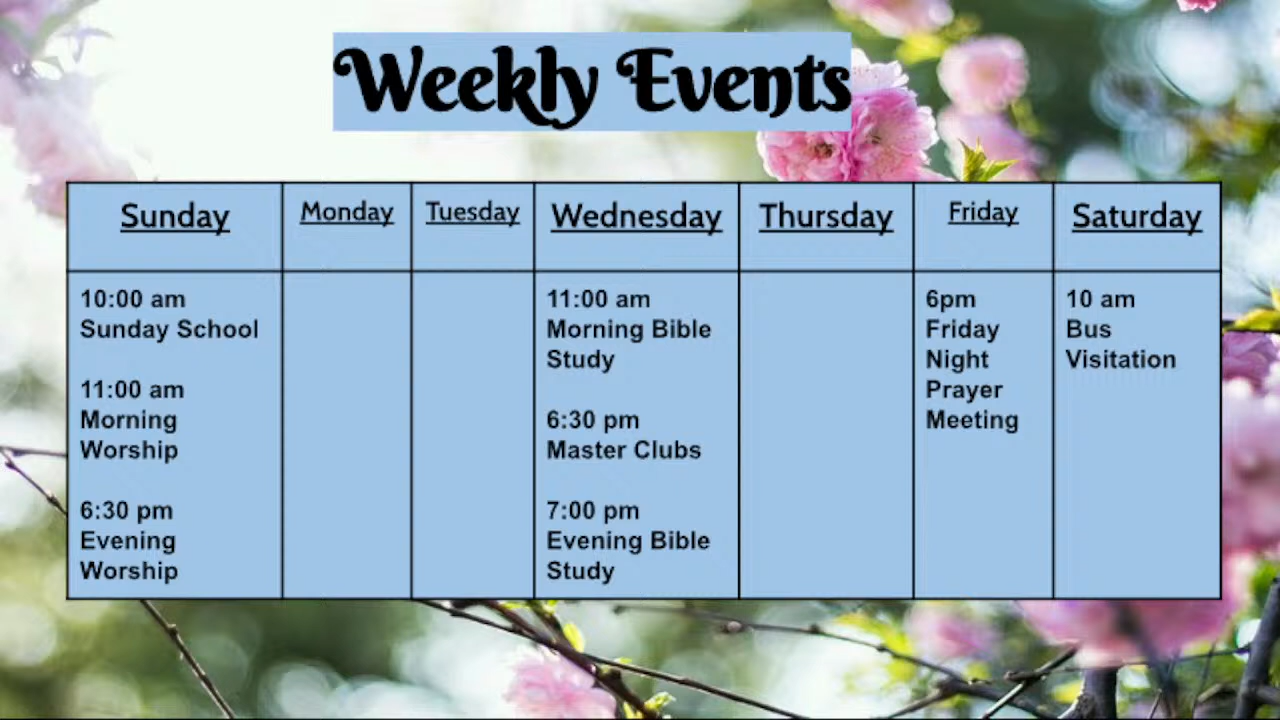 Weekly Events
Sunday Monday Tuesday Wednesday Thursday Friday Saturday
10:00 am
Sunday School
11:00 am
Morning
Worship
6:30 pm
Evening
Worship
11:00 am
Morning Bible
Study
6:30 pm
Master Clubs
7:00 pm
Evening Bible
Study
6pm
Friday
Night
Prayer
Meeting
10 am
Bus
Visitation